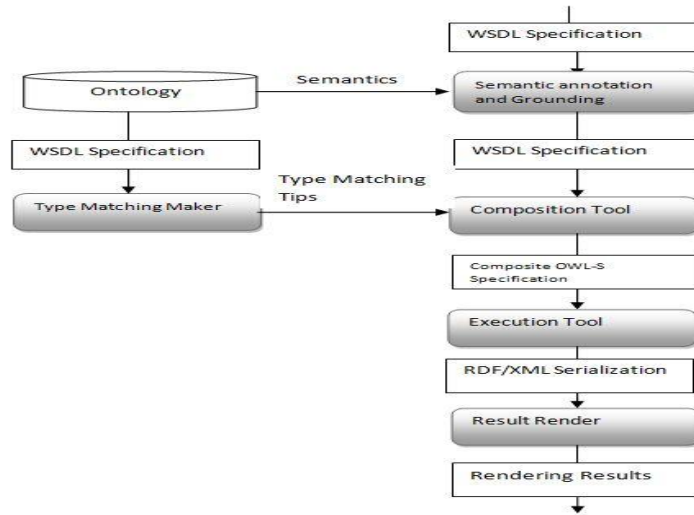 WSDL Specification
Semantics
Ontology
Semantic annotation
and Grounding
WSDL Specification
WSDL Specification
Type Matching
Tips
Type Matching Maker
Composition Tool
Composite OWL-S
Specification
Execution Tool
RDF/XML Serialization
Result Render
Rendering Results